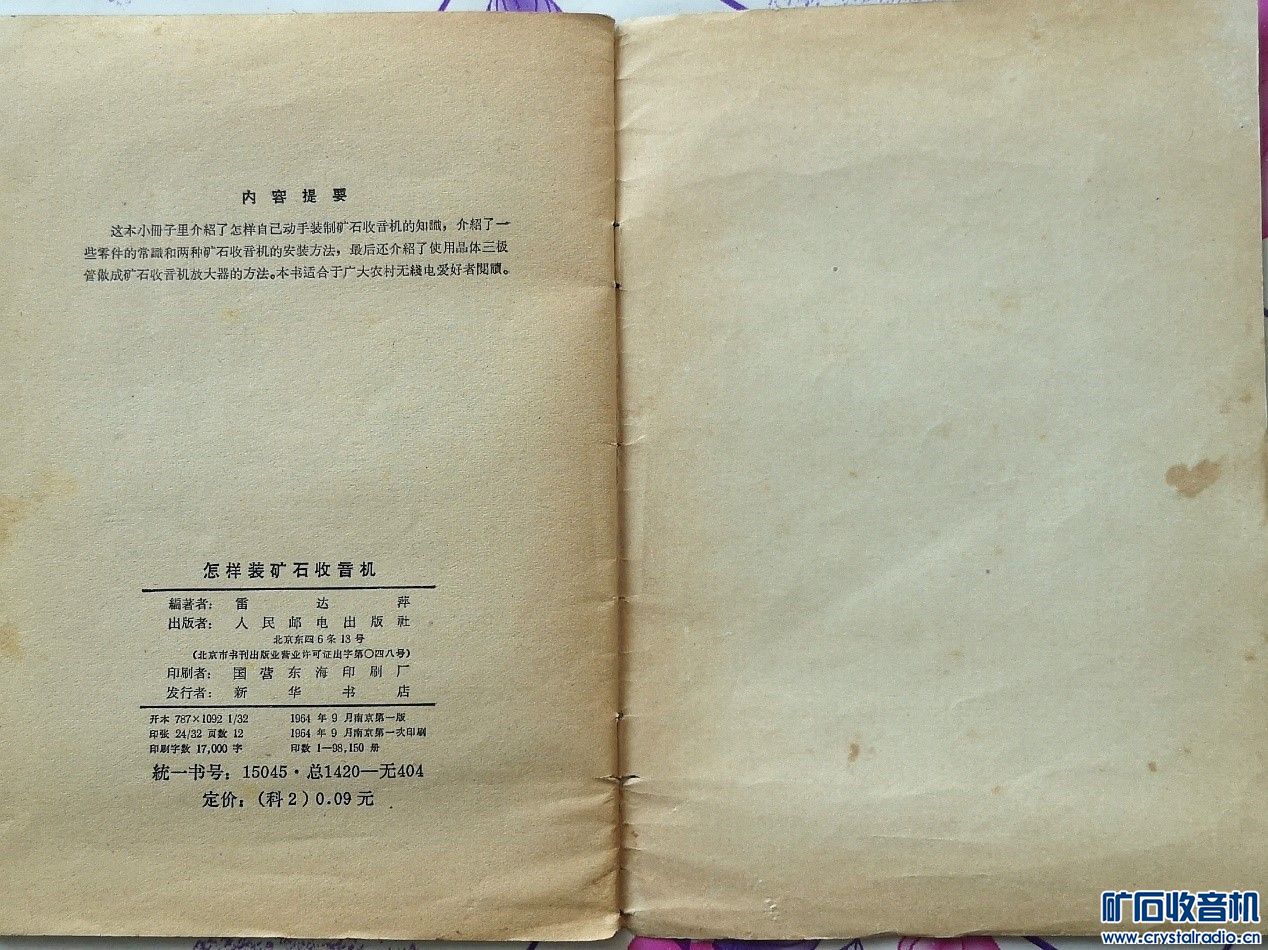 内容提要
这本小冊子里介紹了怎样自已动手装制矿石收音机的知識，介紹了一
些零件的常識和两种矿石收音机的安装方法，最后还介紹了使用晶体三极
管做成矿石收音机放大器的方法。本书适合于广大农村无綫电爱好者閱讀。
怎样装矿石收音机
編著者：雷达萍
出版者：人民邮电出版社
北京东四6条13号
（北京市书刊出版业营业许可证出字第〇四八号）
印刷者：国营东海印刷厂
发行者：新华书店
开本 787×1092 1/32 1964 年 9 月南京第一版
印张 24/32 页数 12 1964 年 9 月南京第一次印刷
印刷字数 17,000 字 印数 1—98,150 册
統一书号：15045·总1420—无404
定价：（科2）0.09 元
矿石收音机
www.crystalradio.cn